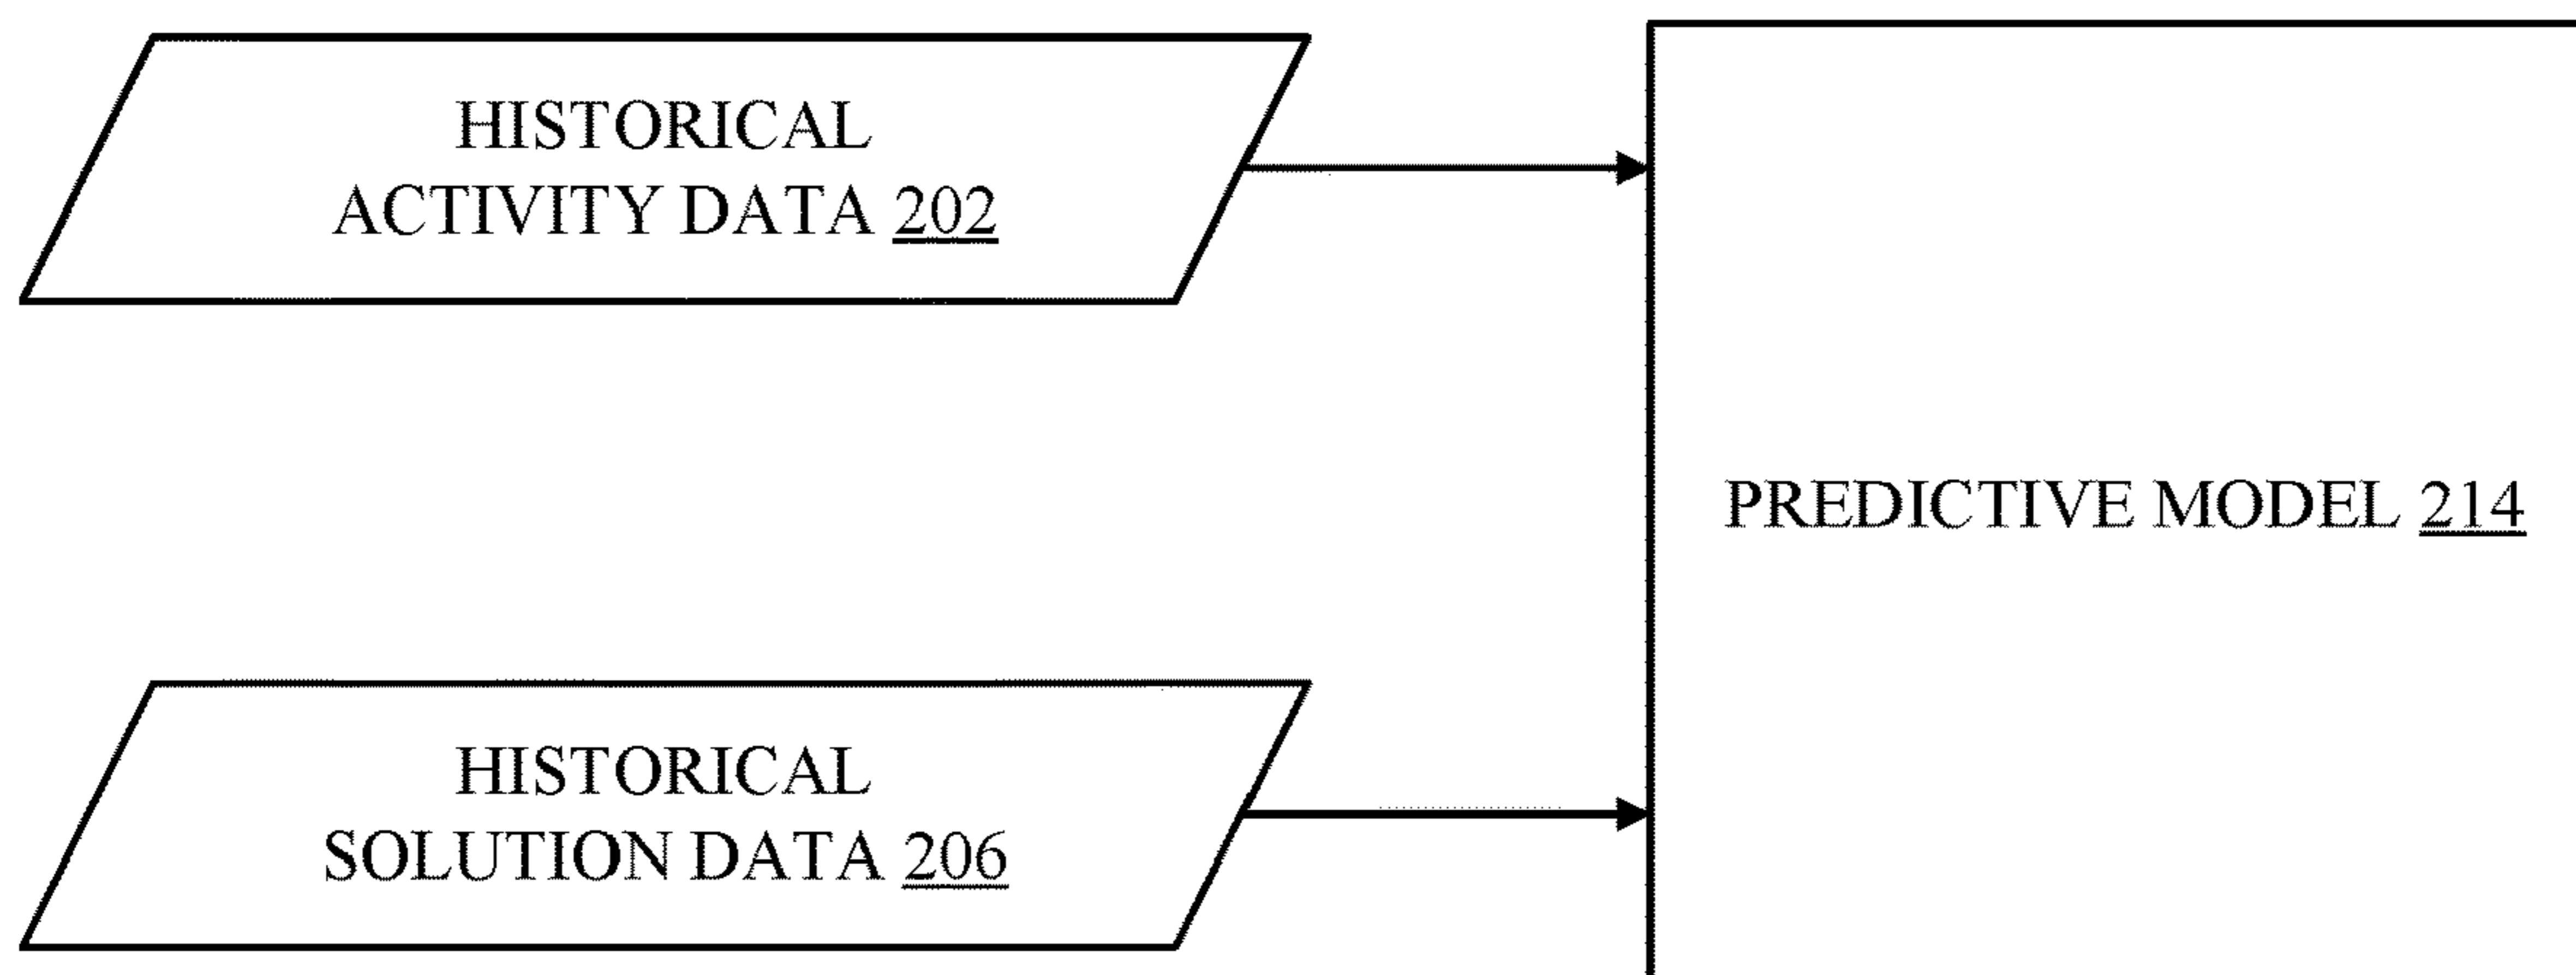 HISTORICAL
ACTIVITY DATA 202
PREDICTIVE MODEL 214
HISTORICAL
SOLUTION DATA 206